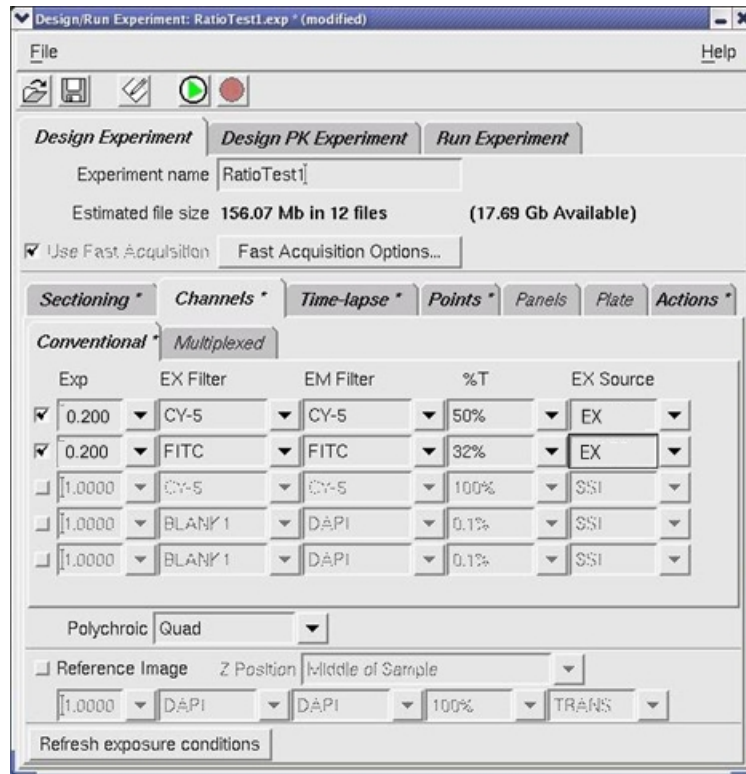 Design/Run Experiment: RatioTest1.exp * (modified)
File Help
Design Experiment Design PK Experiment Run Experiment
Experiment name RatioTest1
Estimated file size 156.07 Mb in 12 files (17.69 Gb Available)
Use Fast Acquisition Fast Acquisition Options...
Sectioning * Channels * Time-lapse * Points * Panels Plate Actions *
Conventional * Multiplexed
Exp EX Filter EM Filter %T EX Source
0.200 CY-5 CY-5 50% EX
0.200 FITC FITC 32% EX
1.0000 CY-5 CY-5 100% SSI
1.0000 BLANK1 DAPI 0.1% SSI
1.0000 BLANK1 DAPI 0.1% SSI
Polychroic Quad
Reference Image Z Position Middle of Sample
1.0000 DAPI DAPI 100% TRANS
Refresh exposure conditions